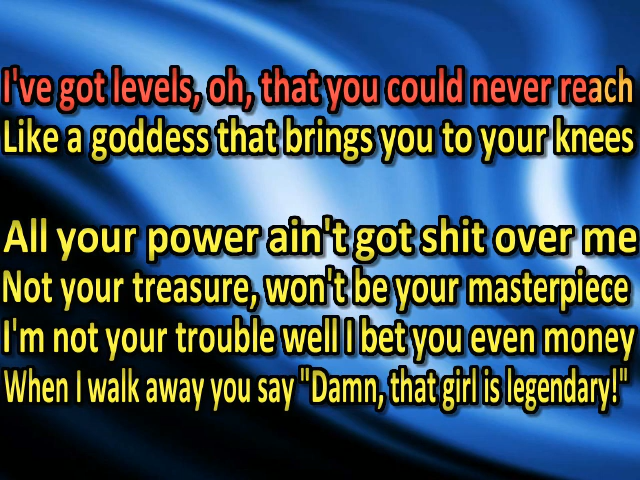 I've got levels, oh, that you could never reach
Like a goddess that brings you to your knees
All your power ain't got shit over me
Not your treasure, won't be your masterpiece
I'm not your trouble well I bet you even money
When I walk away you say "Damn, that girl is legendary!"